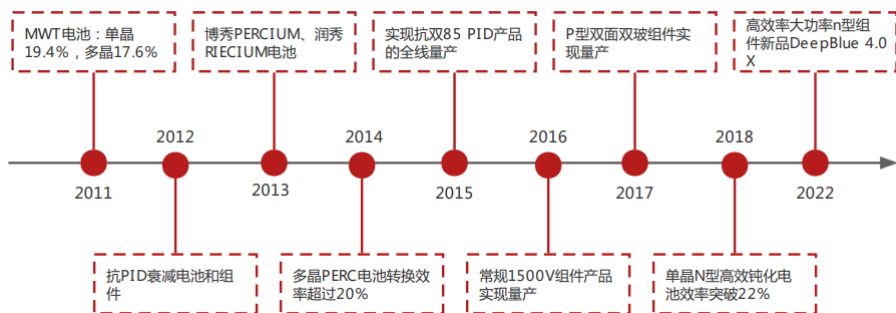 MWT电池：单晶
19.4%，多晶17.6%
博秀PERCIUM、润秀
RIECIUM电池
实现抗双85 PID产品
的全线量产
P型双面双玻组件实
现量产
高效率大功率n型组
件新品DeepBlue 4.0
X
2012
2014
2016
2018
2011
2013
2015
2017
2022
抗PID衰减电池和组
件
多晶PERC电池转换效
率超过20%
常规1500V组件产品
实现量产
单晶N型高效钝化电
池效率突破22%